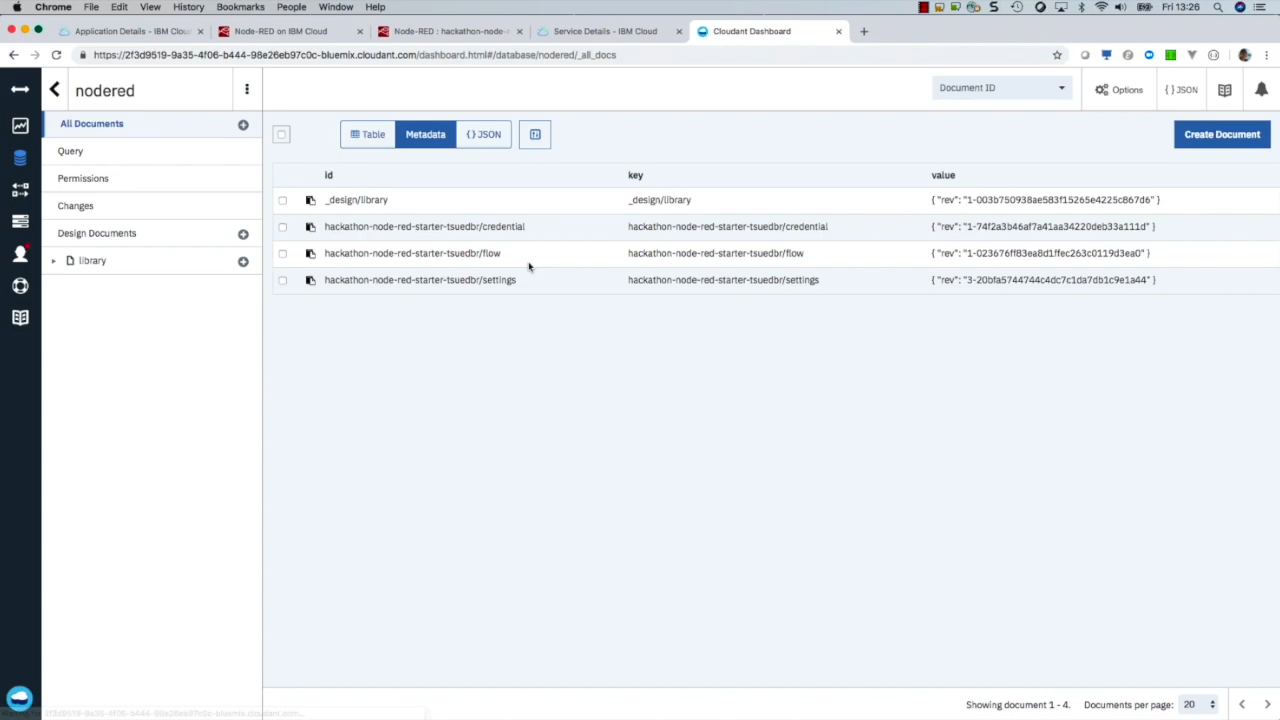 Chrome File Edit View History Bookmarks People Window Help Fri 13:26
Application Details - IBM Clou Node-RED on IBM Cloud Node-RED : hackathon-node- Service Details - IBM Cloud Cloudant Dashboard
https://2f3d9519-9a35-4f06-b444-98e26eb97c0c-bluemix.cloudant.com/dashboard.html#/database/nodered/_all_docs
nodered
Document ID
Options
{ } JSON
All Documents
Table Metadata { } JSON
Create Document
Query
Permissions
Changes
Design Documents
library
id key value
_design/library _design/library { "rev": "1-003b750938ae583f15265e4225c867d6" }
hackathon-node-red-starter-tsuedbr/credential hackathon-node-red-starter-tsuedbr/credential { "rev": "1-74f2a3b46af7a41aa34220deb33a111d" }
hackathon-node-red-starter-tsuedbr/flow hackathon-node-red-starter-tsuedbr/flow { "rev": "1-023676ff83ea8d1ffec263c0119d3ea0" }
hackathon-node-red-starter-tsuedbr/settings hackathon-node-red-starter-tsuedbr/settings { "rev": "3-20bfa5744744c4dc7c1da7db1c9e1a44" }
Showing document 1 - 4. Documents per page: 20